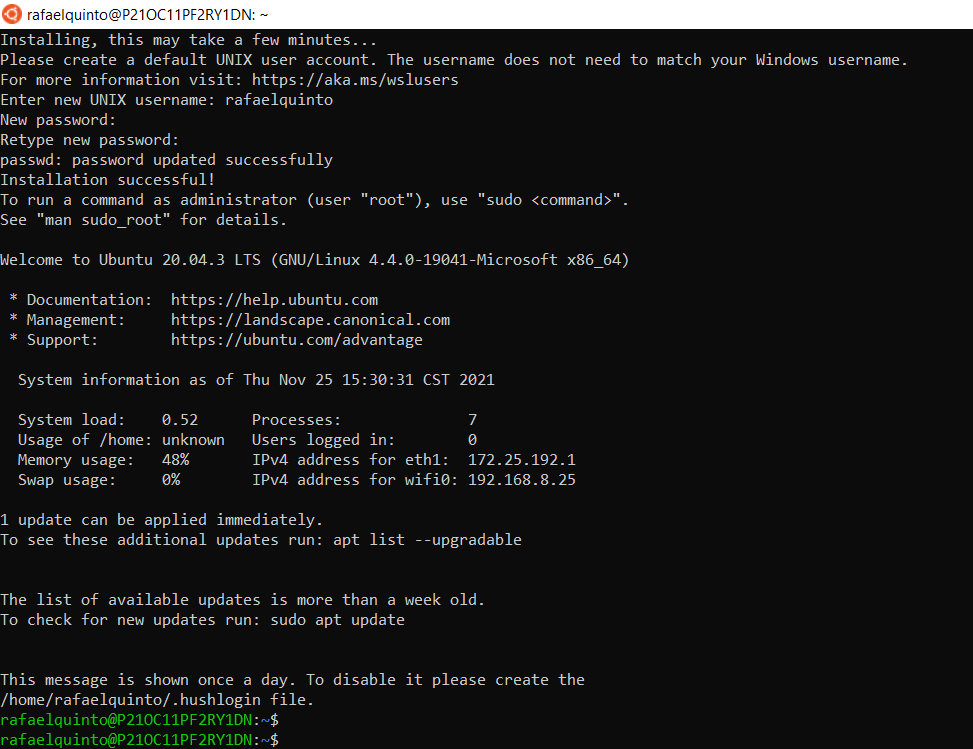 rafaelquinto@P21OC11PF2RY1DN: ~
Installing, this may take a few minutes...
Please create a default UNIX user account. The username does not need to match your Windows username.
For more information visit: https://aka.ms/wslusers
Enter new UNIX username: rafaelquinto
New password:
Retype new password:
passwd: password updated successfully
Installation successful!
To run a command as administrator (user "root"), use "sudo <command>".
See "man sudo_root" for details.
Welcome to Ubuntu 20.04.3 LTS (GNU/Linux 4.4.0-19041-Microsoft x86_64)
* Documentation:  https://help.ubuntu.com
* Management:     https://landscape.canonical.com
* Support:        https://ubuntu.com/advantage
System information as of Thu Nov 25 15:30:31 CST 2021
System load:    0.52      Processes:              7
Usage of /home: unknown   Users logged in:        0
Memory usage:   48%       IPv4 address for eth1:  172.25.192.1
Swap usage:     0%        IPv4 address for wifi0: 192.168.8.25
1 update can be applied immediately.
To see these additional updates run: apt list --upgradable
The list of available updates is more than a week old.
To check for new updates run: sudo apt update
This message is shown once a day. To disable it please create the
/home/rafaelquinto/.hushlogin file.
rafaelquinto@P21OC11PF2RY1DN:~$
rafaelquinto@P21OC11PF2RY1DN:~$